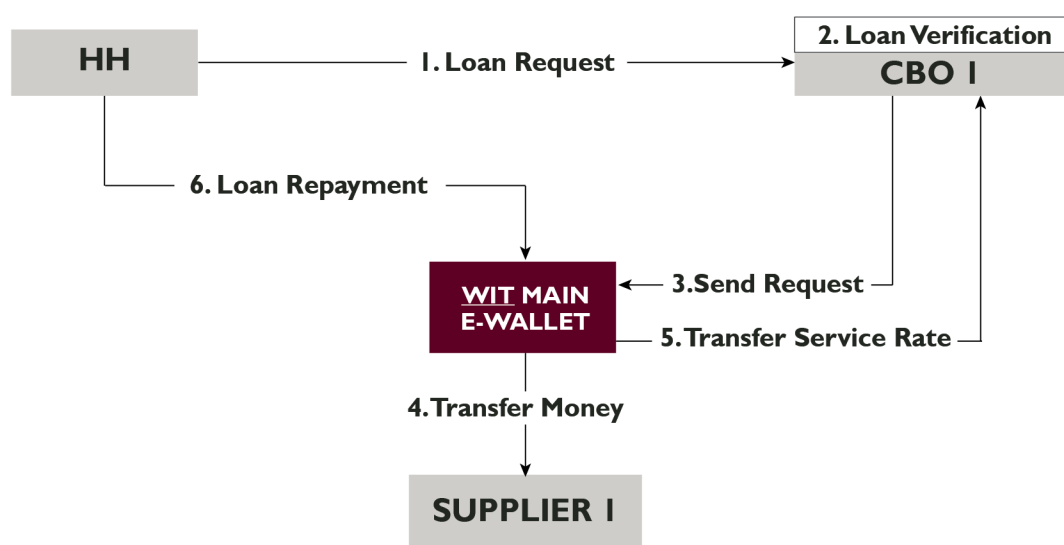 2. Loan Verification
HH
1. Loan Request
CBO 1
6. Loan Repayment
WIT MAIN
E-WALLET
3.Send Request
5. Transfer Service Rate
4. Transfer Money
SUPPLIER 1